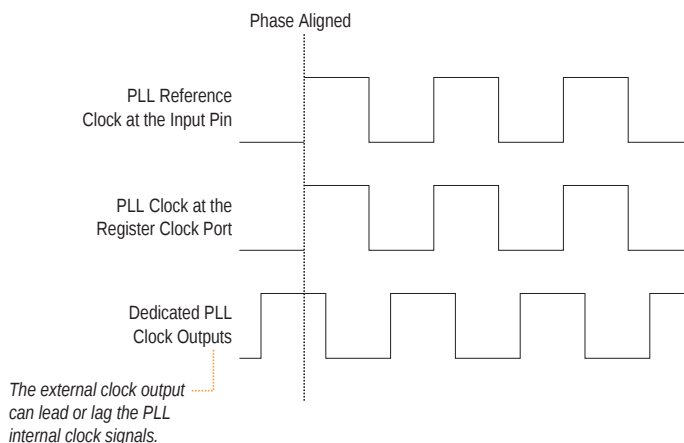 Phase Aligned
PLL Reference
Clock at the Input Pin
PLL Clock at the
Register Clock Port
Dedicated PLL
Clock Outputs
The external clock output
can lead or lag the PLL
internal clock signals.